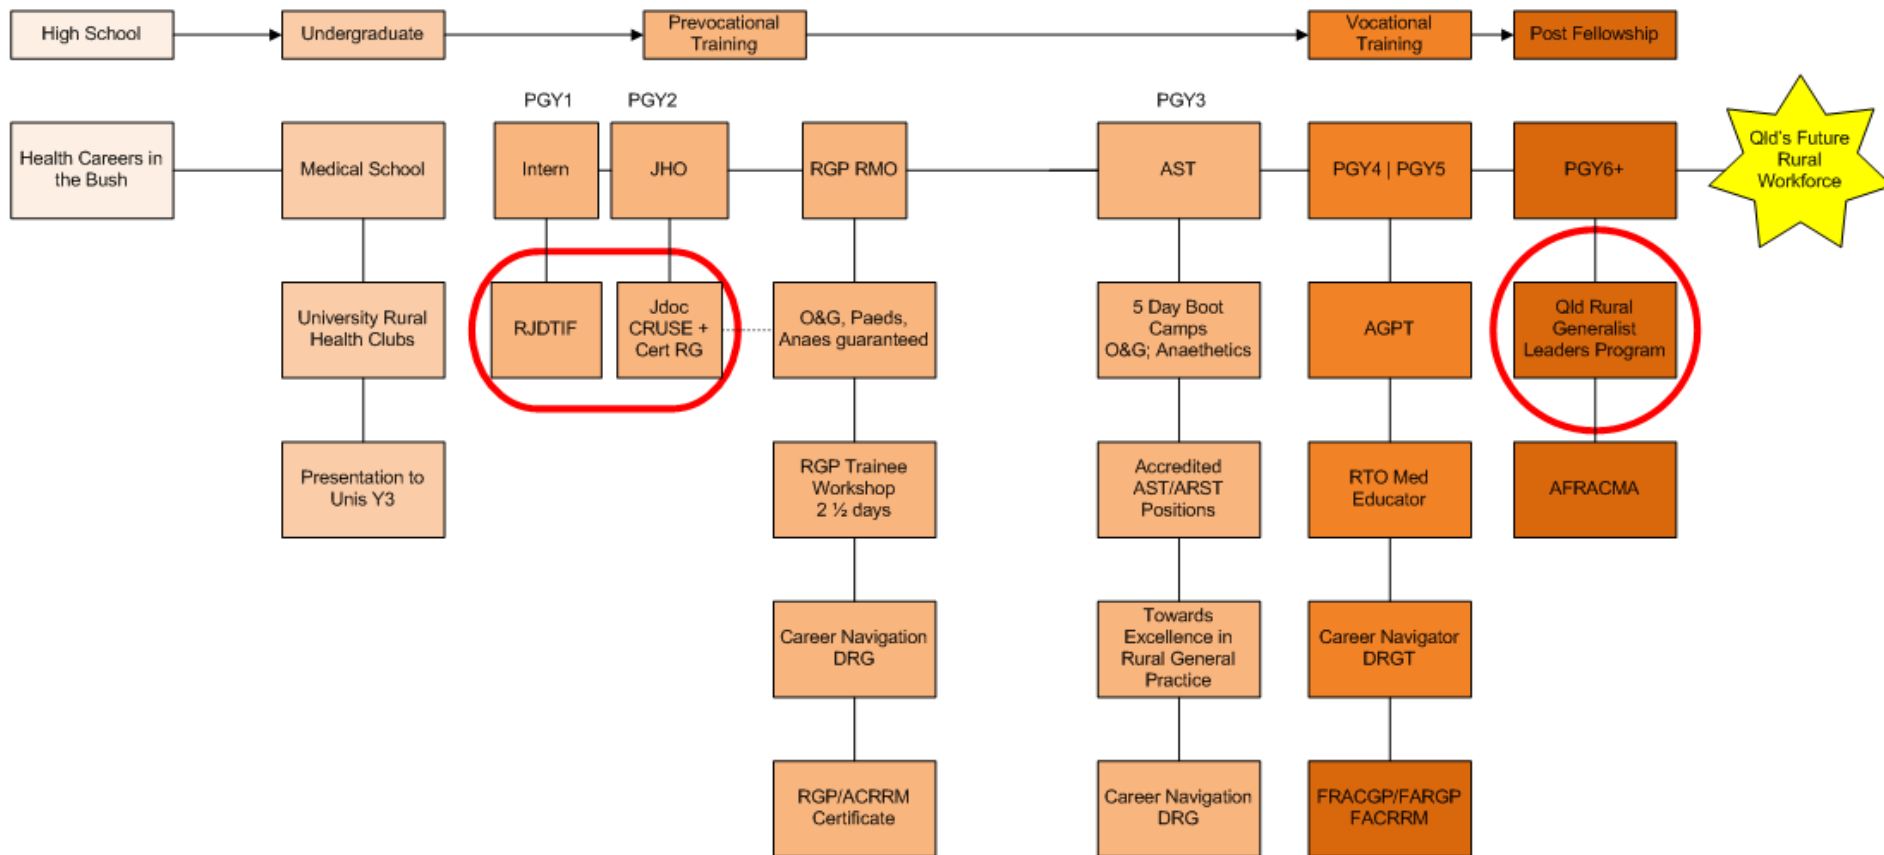 High School
Undergraduate
Prevocational
Training
Vocational
Training
Post Fellowship
PGY1
PGY2
PGY3
Health Careers in
the Bush
Medical School
Intern
JHO
RGP RMO
AST
PGY4 | PGY5
PGY6+
Qld's Future
Rural
Workforce
University Rural
Health Clubs
RJDTIF
Jdoc
CRUSE +
Cert RG
O&G, Paeds,
Anaes guaranteed
5 Day Boot
Camps
O&G; Anaethetics
AGPT
Qld Rural
Generalist
Leaders Program
Presentation to
Unis Y3
RGP Trainee
Workshop
2 ½ days
Accredited
AST/ARST
Positions
RTO Med
Educator
AFRACMA
Career Navigation
DRG
Towards
Excellence in
Rural General
Practice
Career Navigator
DRGT
RGP/ACRRM
Certificate
Career Navigation
DRG
FRACGP/FARGP
FACRRM